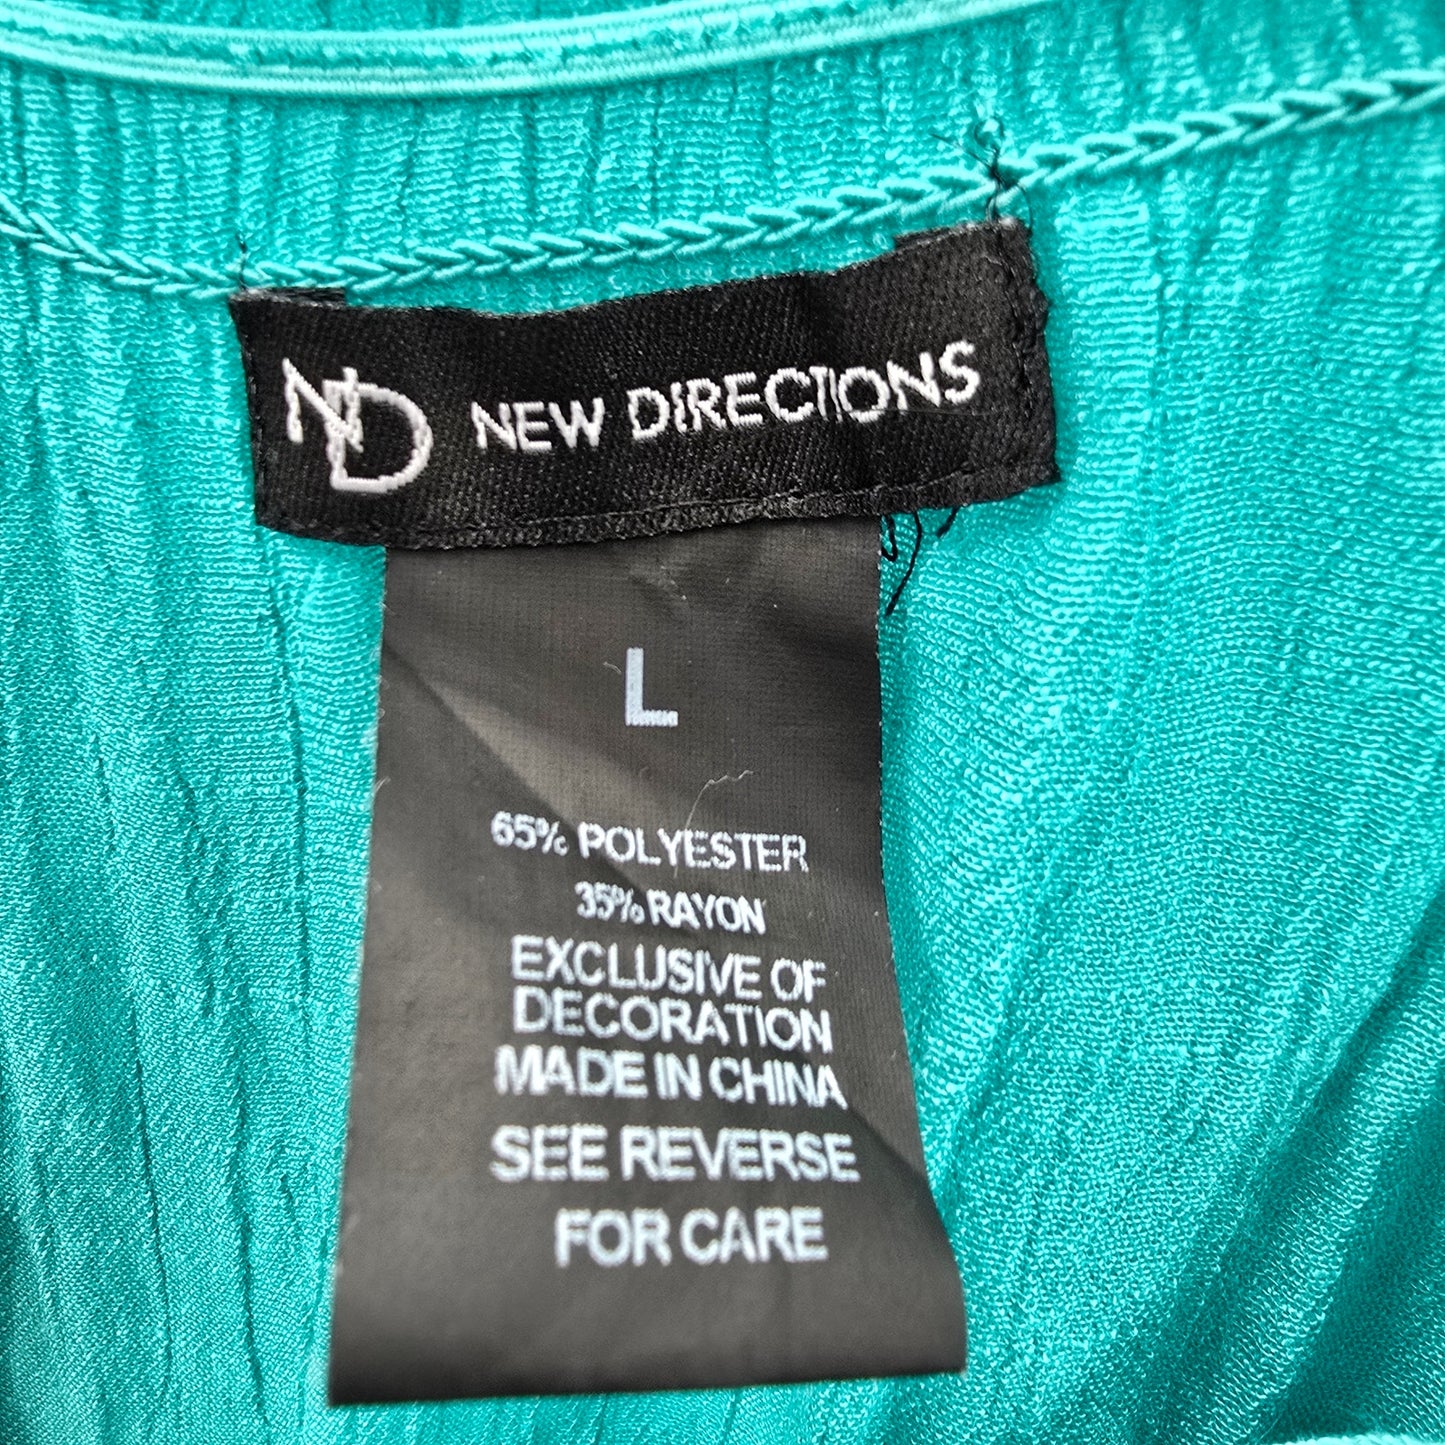 ND NEW DIRECTIONS
L
65% POLYESTER
35% RAYON
EXCLUSIVE OF
DECORATION
MADE IN CHINA
SEE REVERSE
FOR CARE